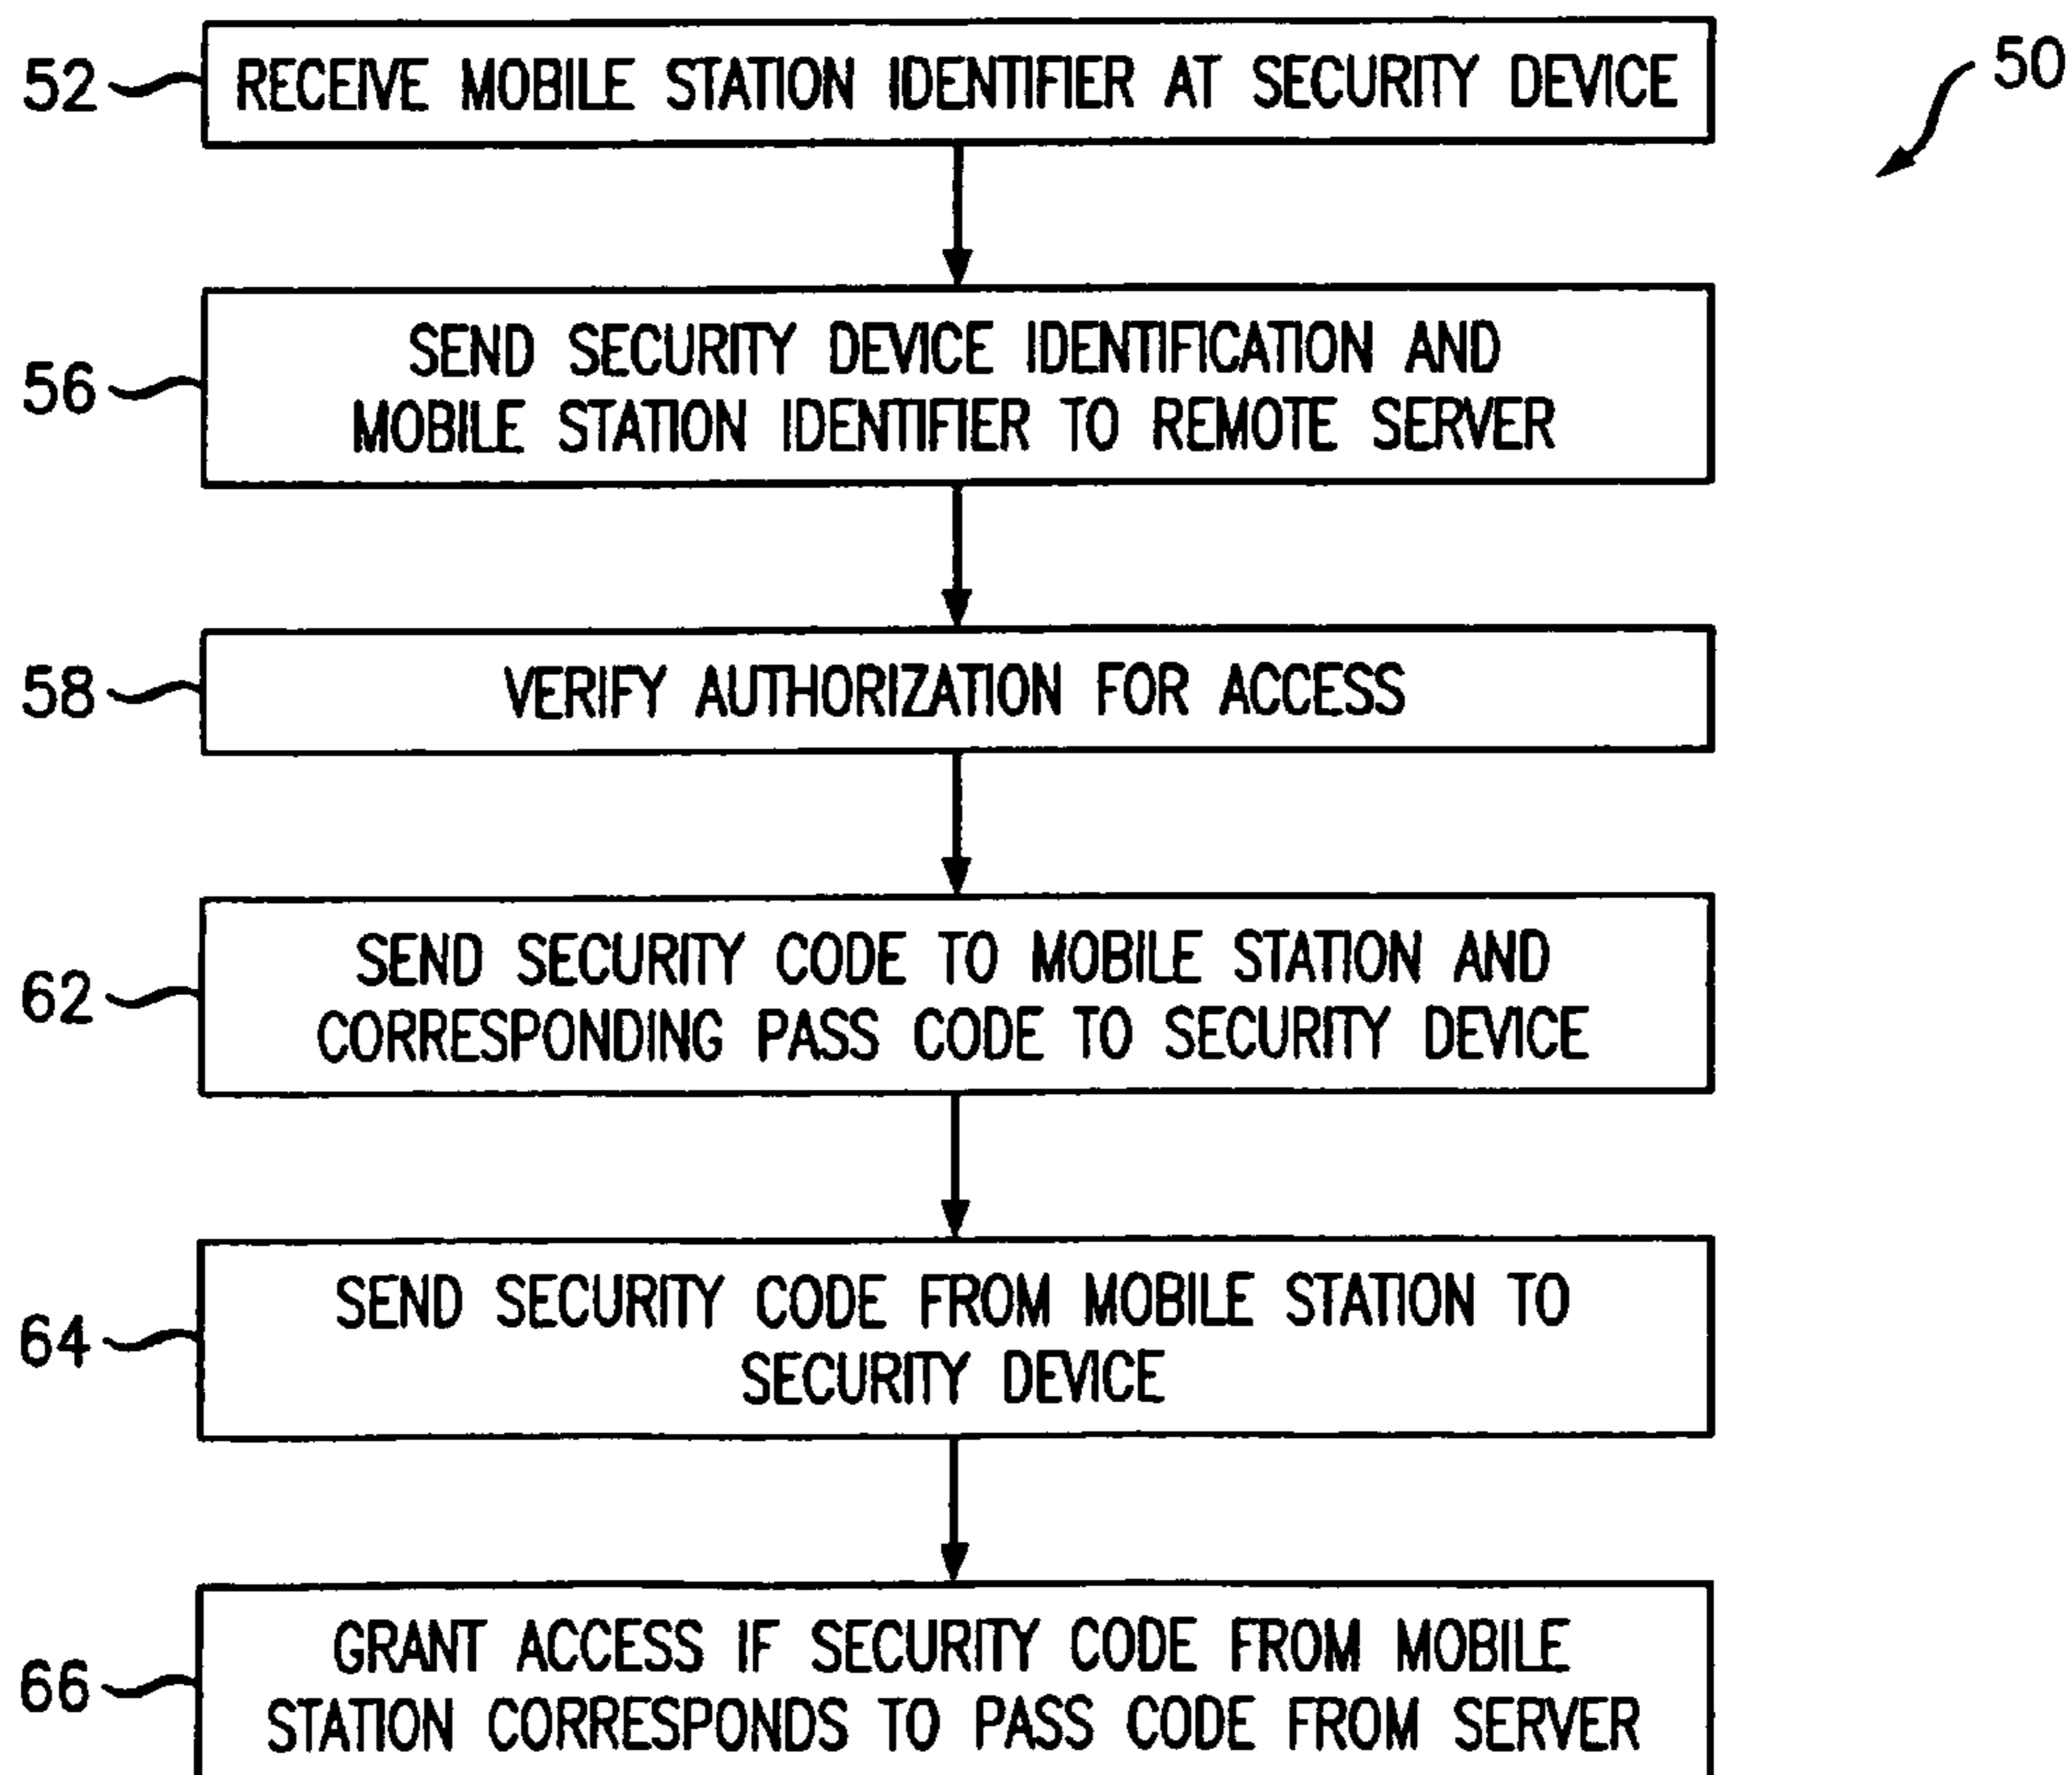 52
RECEIVE MOBILE STATION IDENTIFIER AT SECURITY DEVICE
50
56
SEND SECURITY DEVICE IDENTIFICATION AND
MOBILE STATION IDENTIFIER TO REMOTE SERVER
58
VERIFY AUTHORIZATION FOR ACCESS
62
SEND SECURITY CODE TO MOBILE STATION AND
CORRESPONDING PASS CODE TO SECURITY DEVICE
64
SEND SECURITY CODE FROM MOBILE STATION TO
SECURITY DEVICE
66
GRANT ACCESS IF SECURITY CODE FROM MOBILE
STATION CORRESPONDS TO PASS CODE FROM SERVER